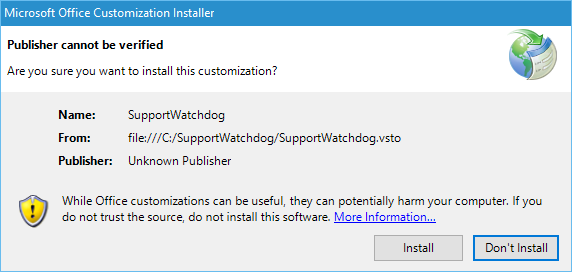 Microsoft Office Customization Installer
Publisher cannot be verified
Are you sure you want to install this customization?
Name: SupportWatchdog
From: file:///C:/SupportWatchdog/SupportWatchdog.vsto
Publisher: Unknown Publisher
While Office customizations can be useful, they can potentially harm your computer. If you
do not trust the source, do not install this software. More Information...
Install Don't Install